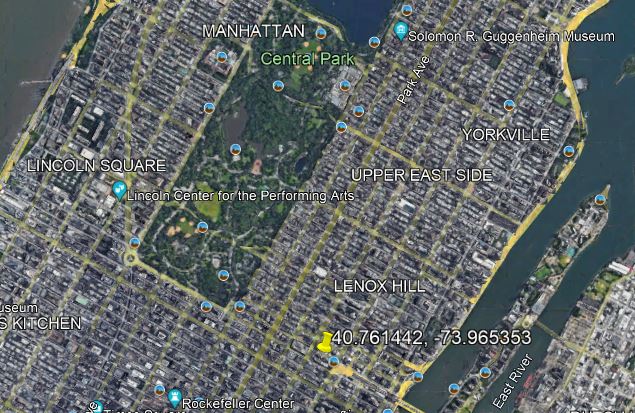 MANHATTAN
Solomon R. Guggenheim Museum
Central Park
Park Ave
YORKVILLE
LINCOLN SQUARE
UPPER EAST SIDE
Lincoln Center for the Performing Arts
LENOX HILL
useum
S KITCHEN
40.761442, -73.965353
East River
Rockefeller Center